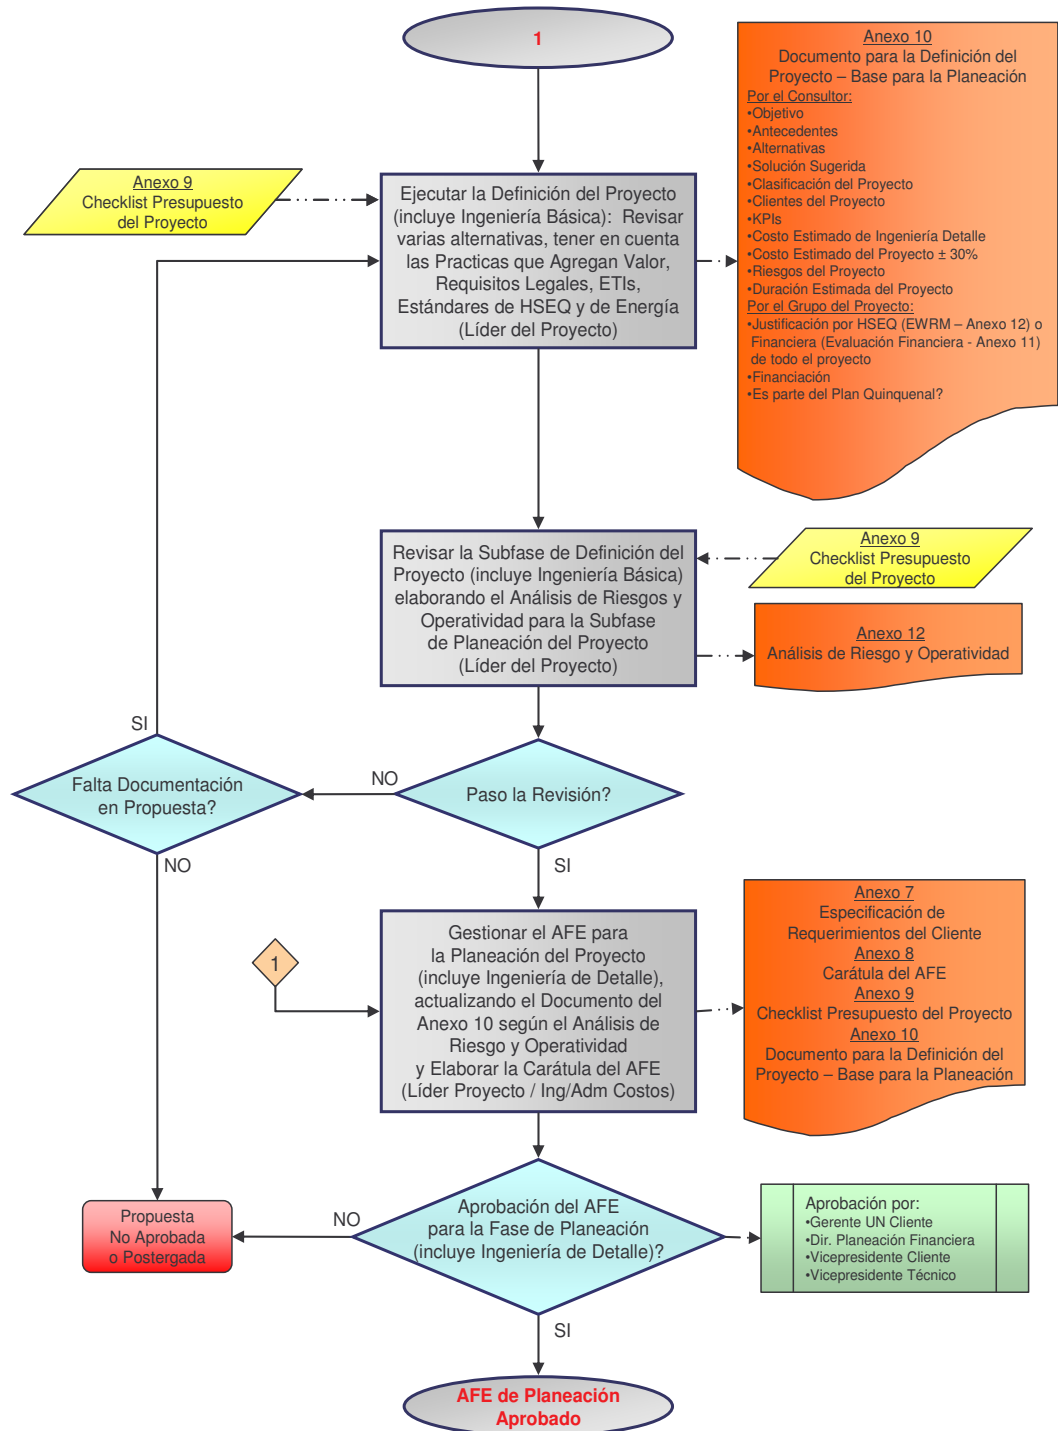 1
Anexo 10
Documento para la Definición del
Proyecto – Base para la Planeación
Por el Consultor:
•Objetivo
•Antecedentes
•Alternativas
•Solución Sugerida
•Clasificación del Proyecto
•Clientes del Proyecto
•KPIs
•Costo Estimado de Ingeniería Detalle
•Costo Estimado del Proyecto ± 30%
•Riesgos del Proyecto
•Duración Estimada del Proyecto
Por el Grupo del Proyecto:
•Justificación por HSEQ (EWRM – Anexo 12) o
Financiera (Evaluación Financiera - Anexo 11)
de todo el proyecto
•Financiación
•Es parte del Plan Quinquenal?
Anexo 9
Checklist Presupuesto
del Proyecto
Ejecutar la Definición del Proyecto
(incluye Ingeniería Básica): Revisar
varias alternativas, tener en cuenta
las Practicas que Agregan Valor,
Requisitos Legales, ETIs,
Estándares de HSEQ y de Energía
(Líder del Proyecto)
Revisar la Subfase de Definición del
Proyecto (incluye Ingeniería Básica)
elaborando el Análisis de Riesgos y
Operatividad para la Subfase
de Planeación del Proyecto
(Líder del Proyecto)
Anexo 9
Checklist Presupuesto
del Proyecto
Anexo 12
Análisis de Riesgo y Operatividad
SI
Falta Documentación
en Propuesta?
NO
Paso la Revisión?
NO
SI
1
Gestionar el AFE para
la Planeación del Proyecto
(incluye Ingeniería de Detalle),
actualizando el Documento del
Anexo 10 según el Análisis de
Riesgo y Operatividad
y Elaborar la Carátula del AFE
(Líder Proyecto / Ing/Adm Costos)
Anexo 7
Especificación de
Requerimientos del Cliente
Anexo 8
Carátula del AFE
Anexo 9
Checklist Presupuesto del Proyecto
Anexo 10
Documento para la Definición del
Proyecto – Base para la Planeación
Propuesta
No Aprobada
o Postergada
NO
Aprobación del AFE
para la Fase de Planeación
(incluye Ingeniería de Detalle)?
Aprobación por:
•Gerente UN Cliente
•Dir. Planeación Financiera
•Vicepresidente Cliente
•Vicepresidente Técnico
SI
AFE de Planeación
Aprobado